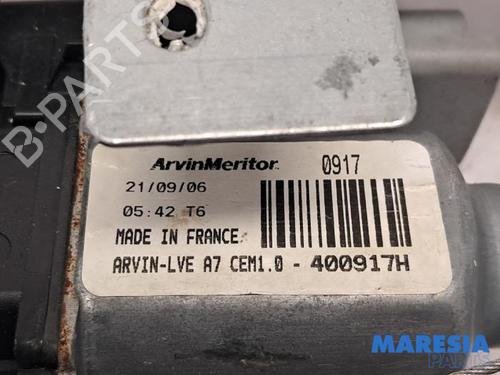 B-PARTS
ArvinMeritor 0917
21/09/06
05:42 T6
MADE IN FRANCE
ARVIN-LVE A7 CEM1.0 - 400917H
MARESIA
Parts